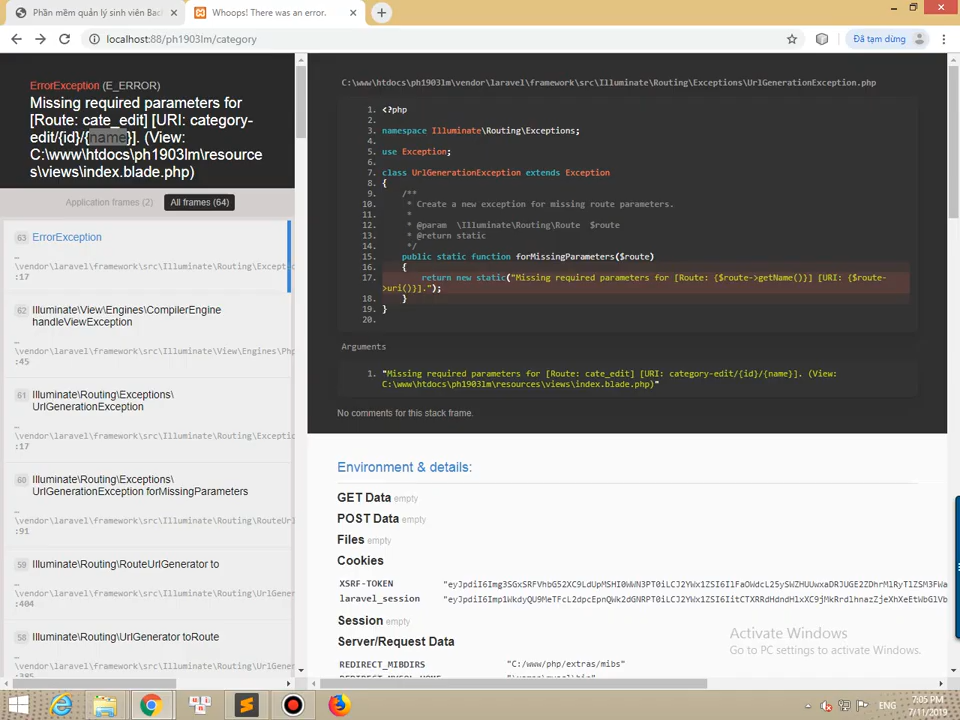 Phần mềm quản lý sinh viên Bac
Whoops! There was an error.
localhost:88/ph1903lm/category
Đã tạm dừng
ErrorException (E_ERROR)
Missing required parameters for
[Route: cate_edit] [URI: category-
edit/{id}/{name}]. (View:
C:\www\htdocs\ph1903lm\resource
s\views\index.blade.php)
Application frames (2)
All frames (64)
63 ErrorException
…
\vendor\laravel\framework\src\Illuminate\Routing\Except
:17
62 Illuminate\View\Engines\CompilerEngine
handleViewException
…
\vendor\laravel\framework\src\Illuminate\View\Engines\Ph
:45
61 Illuminate\Routing\Exceptions\
UrlGenerationException
…
\vendor\laravel\framework\src\Illuminate\Routing\Exceptio
:17
60 Illuminate\Routing\Exceptions\
UrlGenerationException forMissingParameters
…
\vendor\laravel\framework\src\Illuminate\Routing\RouteUrl
:91
59 Illuminate\Routing\RouteUrlGenerator to
…
\vendor\laravel\framework\src\Illuminate\Routing\UrlGene
:404
58 Illuminate\Routing\UrlGenerator toRoute
…
\vendor\laravel\framework\src\Illuminate\Routing\UrlGene
:385
C:\www\htdocs\ph1903lm\vendor\laravel\framework\src\Illuminate\Routing\Exceptions\UrlGenerationException.php
1. <?php
2.
3. namespace Illuminate\Routing\Exceptions;
4.
5. use Exception;
6.
7. class UrlGenerationException extends Exception
8. {
9. /**
10. * Create a new exception for missing route parameters.
11. *
12. * @param \Illuminate\Routing\Route $route
13. * @return static
14. */
15. public static function forMissingParameters($route)
16. {
17. return new static("Missing required parameters for [Route: {$route->getName()}] [URI: {$route-
>uri()}].");
18. }
19. }
20.
Arguments
1. "Missing required parameters for [Route: cate_edit] [URI: category-edit/{id}/{name}]. (View:
C:\www\htdocs\ph1903lm\resources\views\index.blade.php)"
No comments for this stack frame.
Environment & details:
GET Data empty
POST Data empty
Files empty
Cookies
XSRF-TOKEN
laravel_session
Session empty
Server/Request Data
REDIRECT_MIBDIRS "C:/www/php/extras/mibs"
Activate Windows
Go to PC settings to activate Windows.
ENG
7:05 PM
7/11/2019